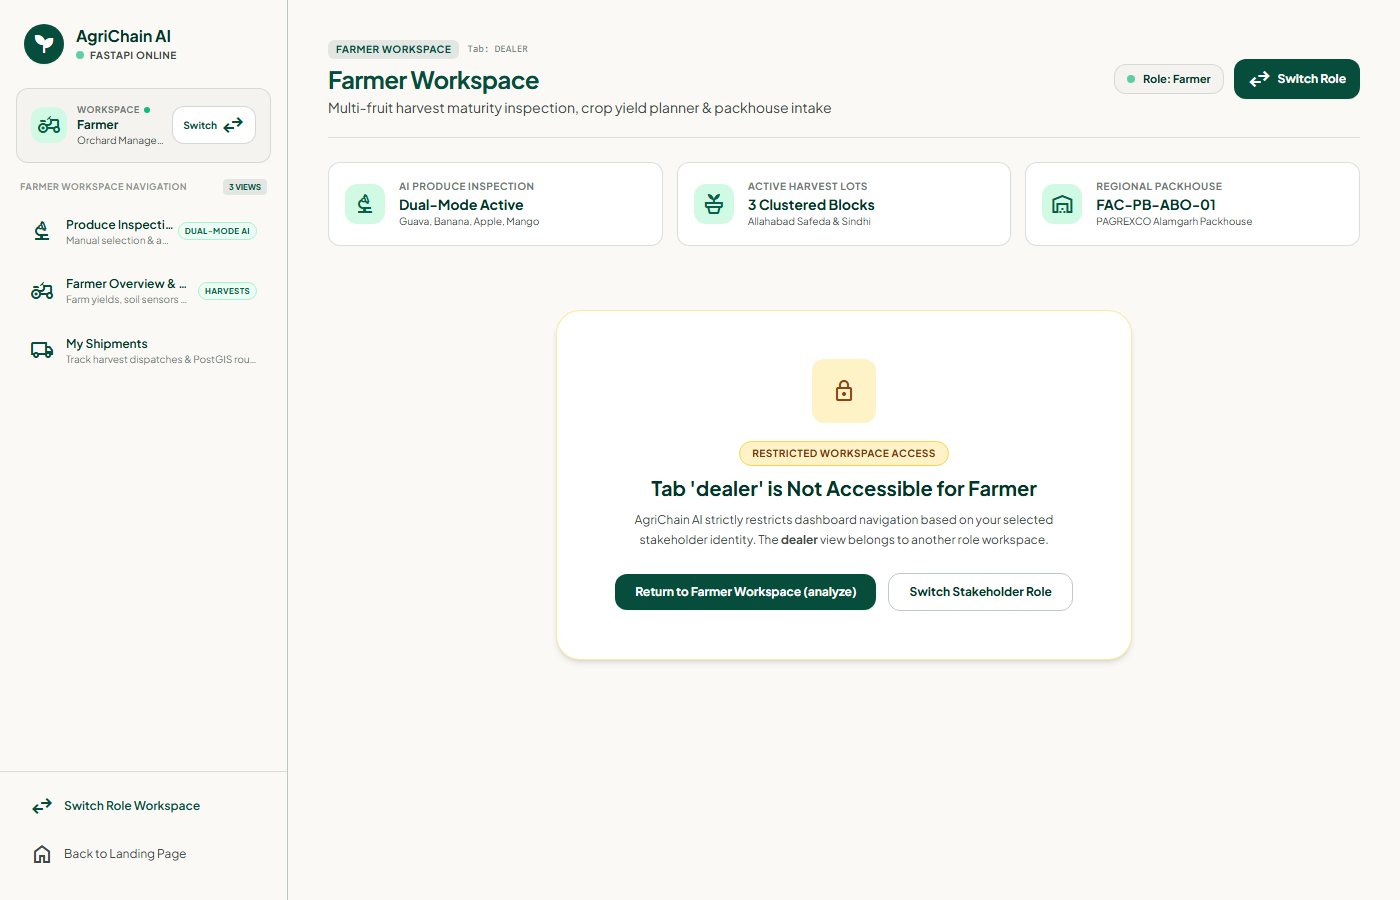 AgriChain AI
FASTAPI ONLINE
WORKSPACE
Farmer
Orchard Manage...
Switch
FARMER WORKSPACE NAVIGATION
3 VIEWS
Produce Inspecti...
Manual selection & a...
DUAL-MODE AI
Farmer Overview & ...
Farm yields, soil sensors ...
HARVESTS
My Shipments
Track harvest dispatches & PostGIS rou...
Switch Role Workspace
Back to Landing Page
FARMER WORKSPACE
Tab: DEALER
Farmer Workspace
Multi-fruit harvest maturity inspection, crop yield planner & packhouse intake
Role: Farmer
Switch Role
AI PRODUCE INSPECTION
Dual-Mode Active
Guava, Banana, Apple, Mango
ACTIVE HARVEST LOTS
3 Clustered Blocks
Allahabad Safeda & Sindhi
REGIONAL PACKHOUSE
FAC-PB-ABO-01
PAGREXCO Alamgarh Packhouse
RESTRICTED WORKSPACE ACCESS
Tab 'dealer' is Not Accessible for Farmer
AgriChain AI strictly restricts dashboard navigation based on your selected
stakeholder identity. The dealer view belongs to another role workspace.
Return to Farmer Workspace (analyze)
Switch Stakeholder Role